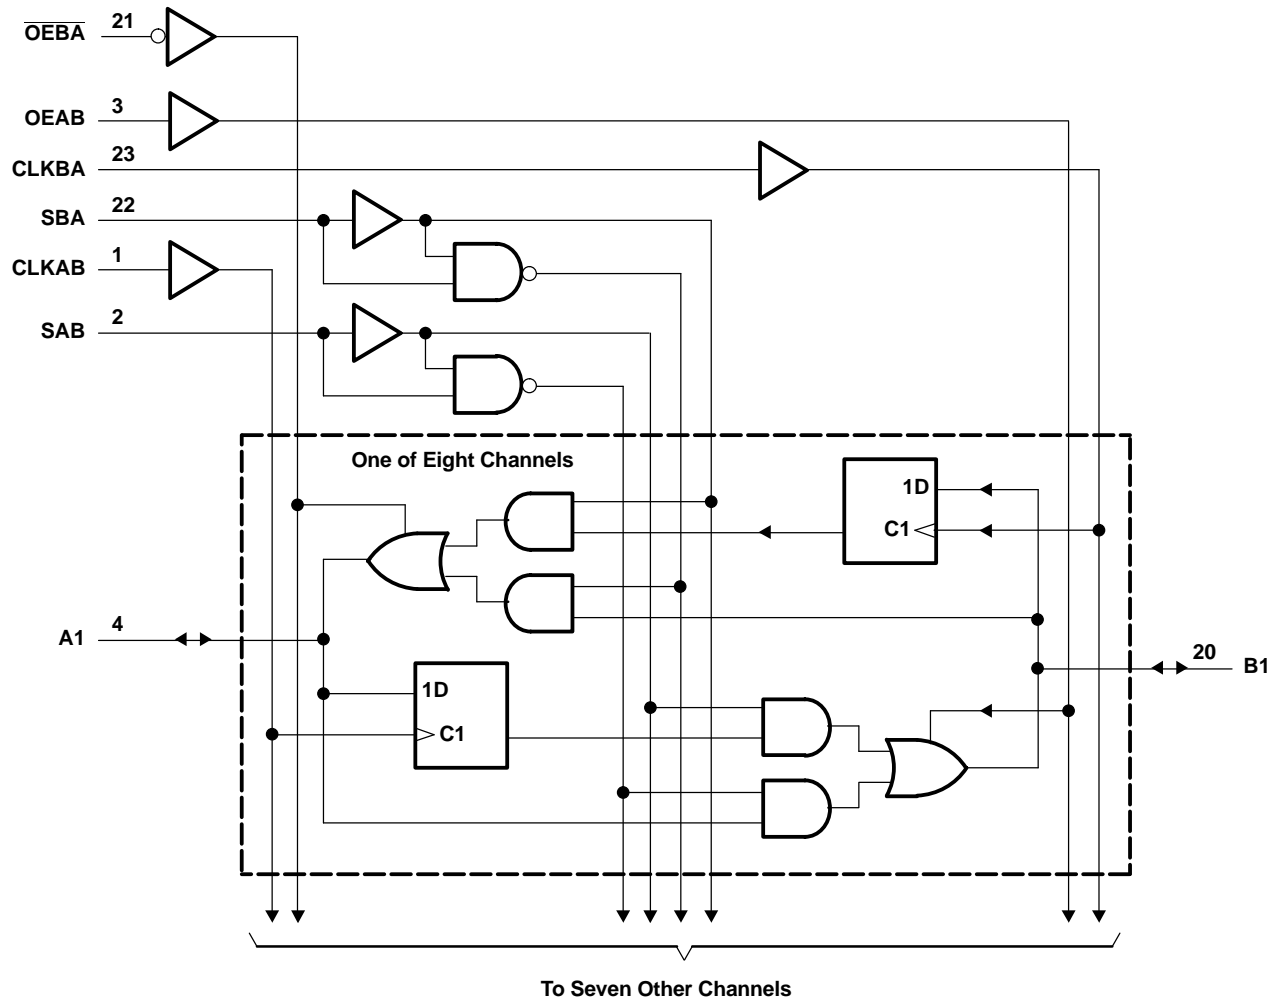 OEBA 21
OEAB 3
CLKBA 23
SBA 22
CLKAB 1
SAB 2
One of Eight Channels
1D
C1
A1 4
20 B1
1D
C1
To Seven Other Channels